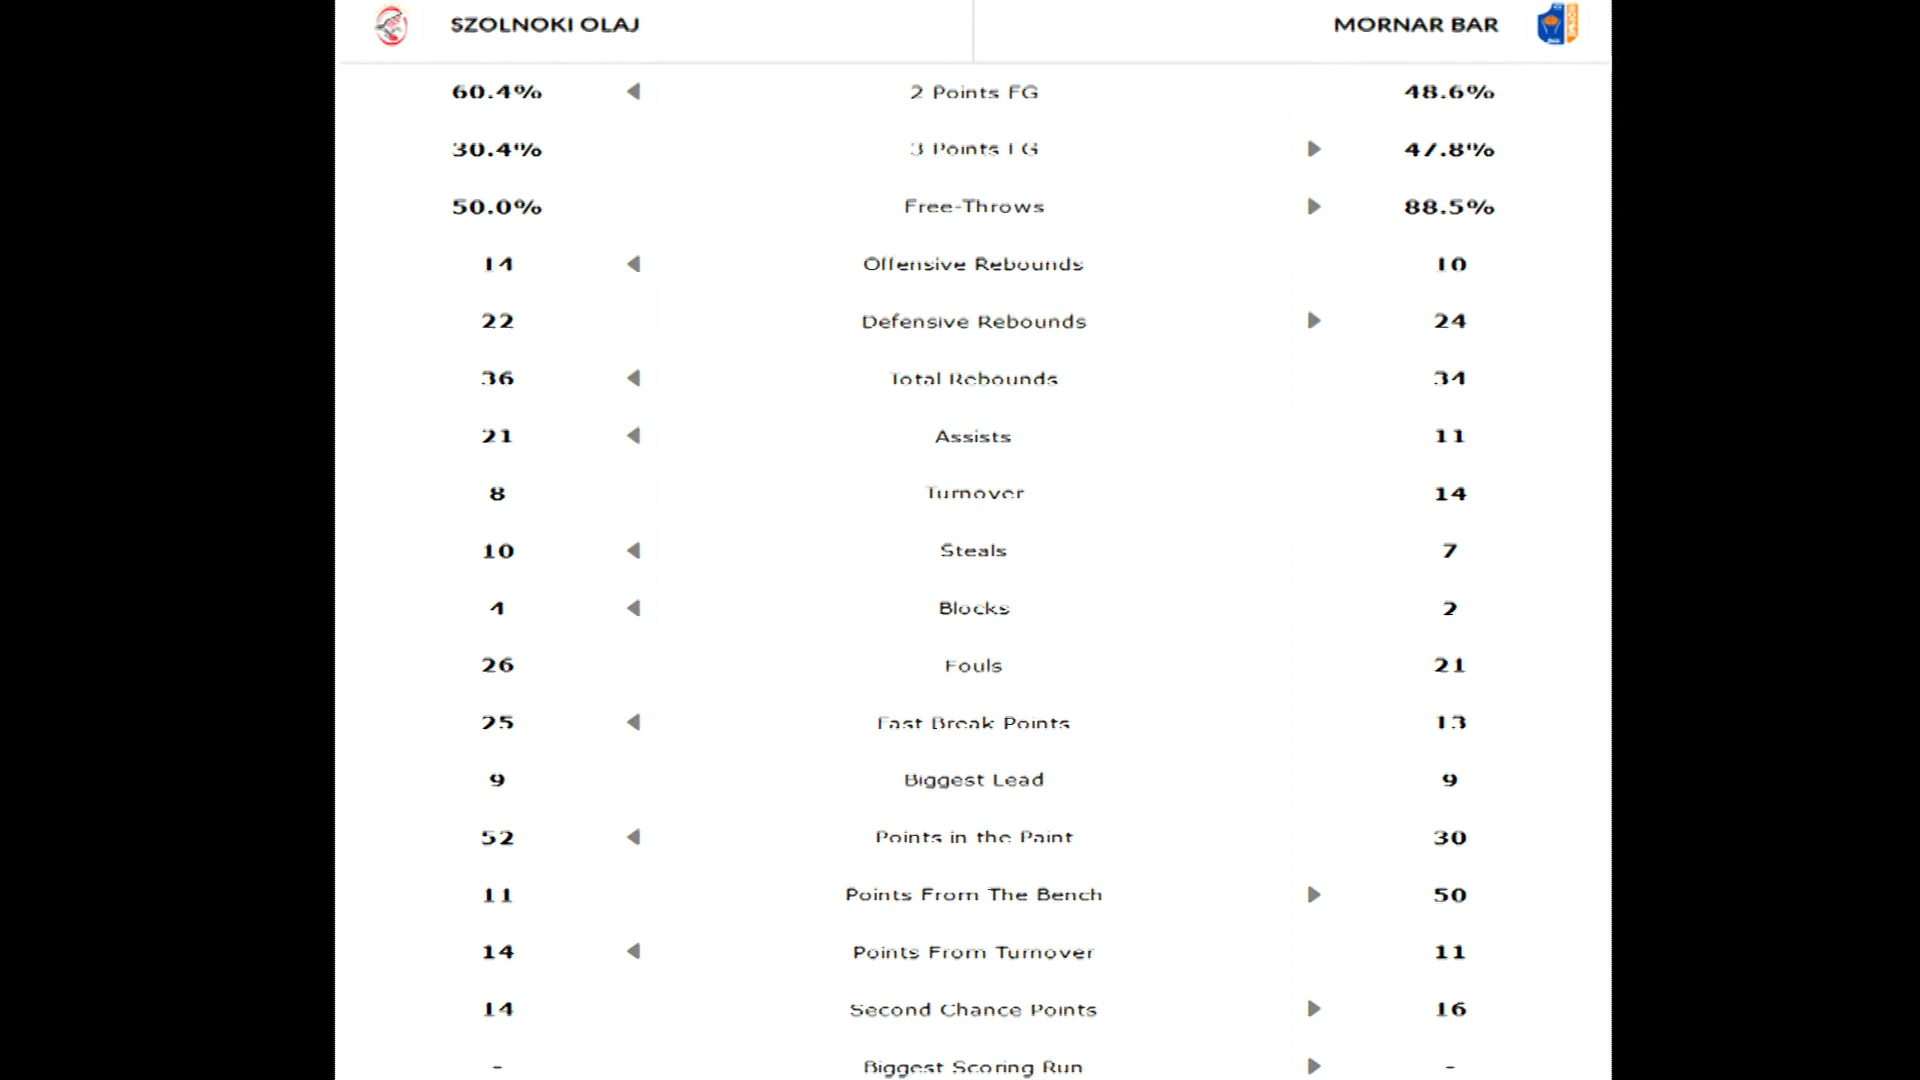 SZOLNOKI OLAJ MORNAR BAR
60.4% 2 Points FG 48.6%
30.4% 3 Points FG 47.8%
50.0% Free-Throws 88.5%
14 Offensive Rebounds 10
22 Defensive Rebounds 24
36 Total Rebounds 34
21 Assists 11
8 Turnover 14
10 Steals 7
4 Blocks 2
26 Fouls 21
25 Fast Break Points 13
9 Biggest Lead 9
52 Points in the Paint 30
11 Points From The Bench 50
14 Points From Turnover 11
14 Second Chance Points 16
- Biggest Scoring Run -